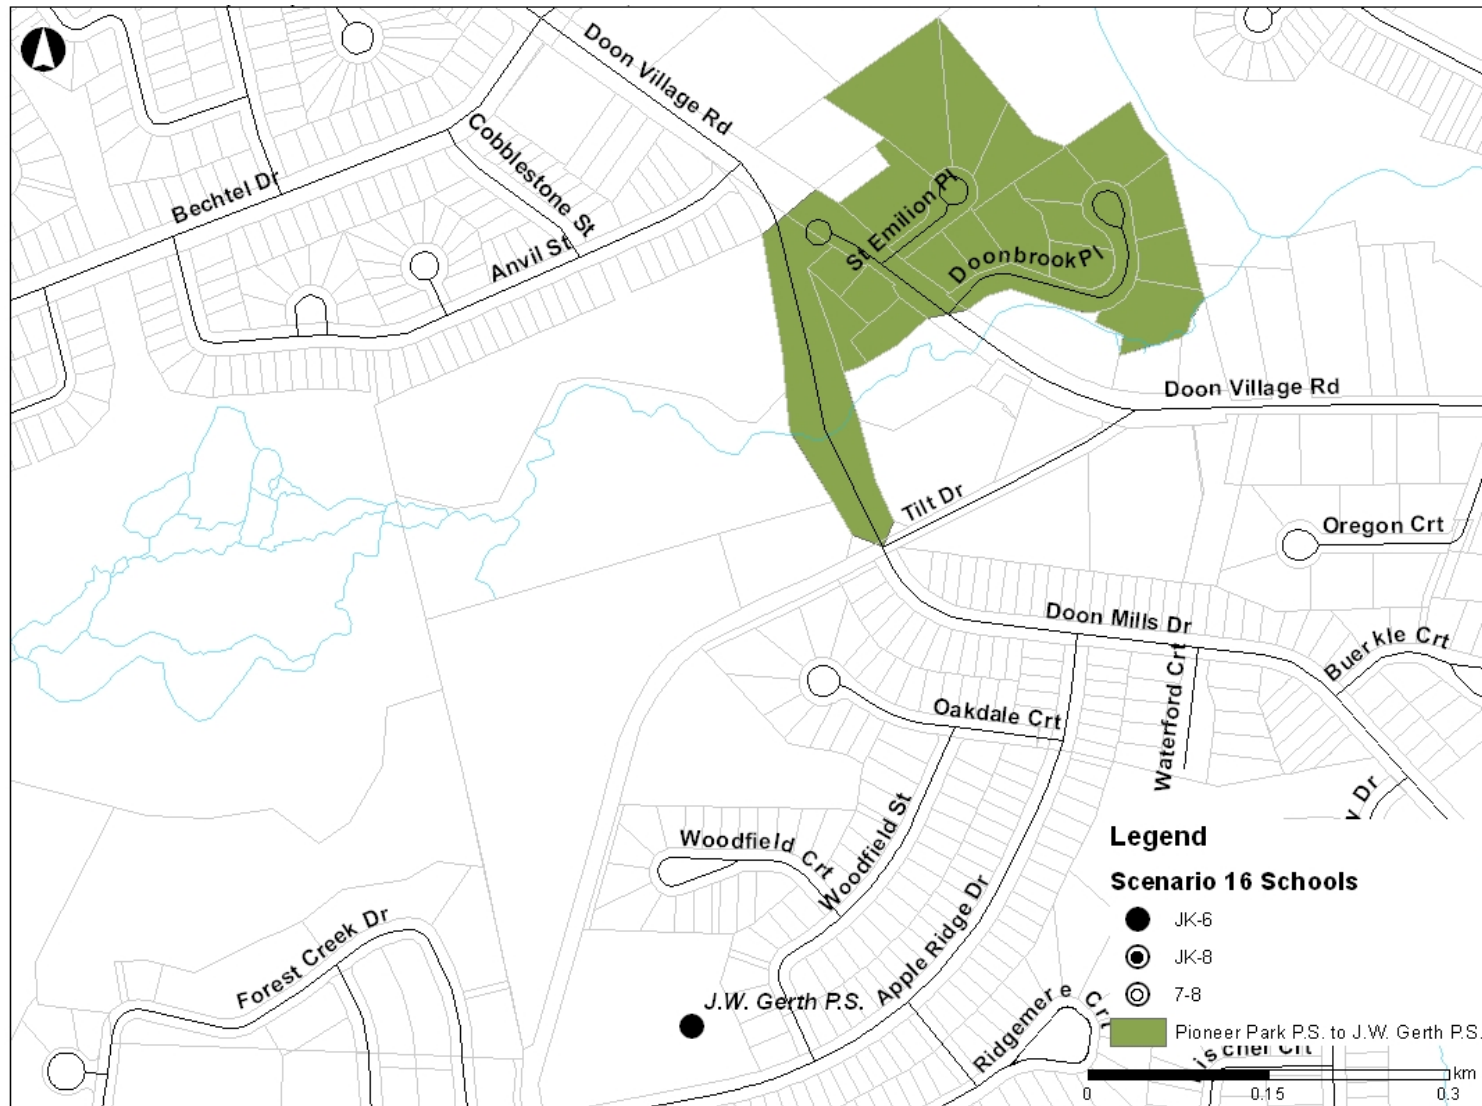 Doon Village Rd
Cobblestone St
Bechtel Dr
Anvil St
St Emilion Pl
Doonbrook Pl
Doon Village Rd
Tilt Dr
Oregon Crt
Doon Mills Dr
Buerkle Crt
Waterford Crt
Oakdale Crt
Woodfield St
Woodfield Crt
Apple Ridge Dr
Forest Creek Dr
J.W. Gerth P.S.
Ridgemere Crt
Legend
Scenario 16 Schools
JK-6
JK-8
7-8
Pioneer Park P.S. to J.W. Gerth P.S.
km
0 0.15 0.3